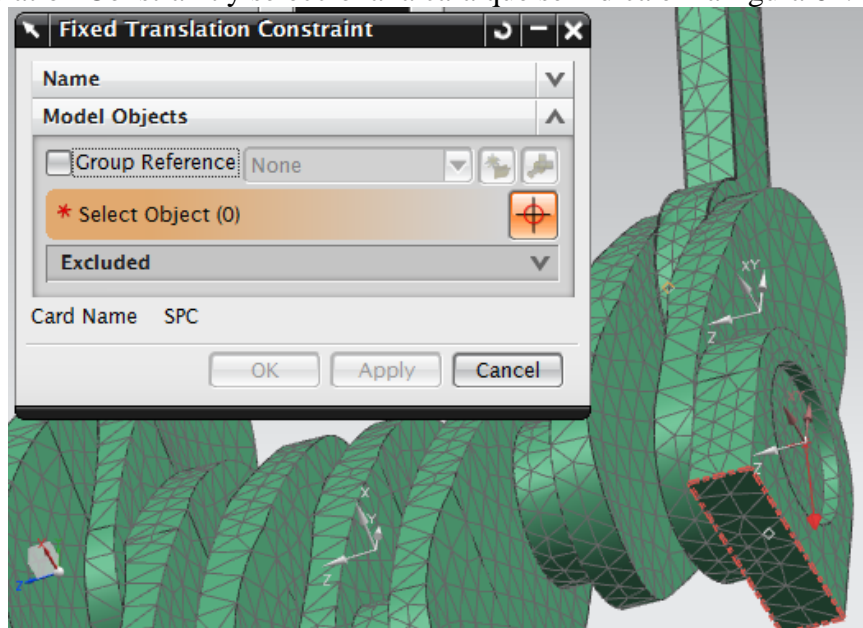 Fixed Translation Constraint
Name
Model Objects
Group Reference None
* Select Object (0)
Excluded
Card Name SPC
OK Apply Cancel
XY
Z
Z
X
Y
Z
Z